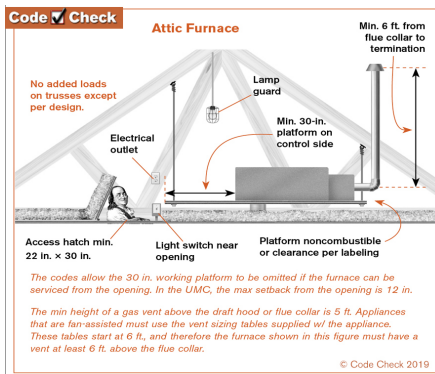 Code Check
Attic Furnace
Min. 6 ft. from
flue collar to
termination
No added loads
on trusses except
per design.
Lamp
guard
Min. 30-in.
platform on
control side
Electrical
outlet
Access hatch min.
22 in. × 30 in.
Light switch near
opening
Platform noncombustible
or clearance per labeling
The codes allow the 30 in. working platform to be omitted if the furnace can be
serviced from the opening. In the UMC, the max setback from the opening is 12 in.
The min height of a gas vent above the draft hood or flue collar is 5 ft. Appliances
that are fan-assisted must use the vent sizing tables supplied w/ the appliance.
These tables start at 6 ft., and therefore the furnace shown in this figure must have a
vent at least 6 ft. above the flue collar.
© Code Check 2019